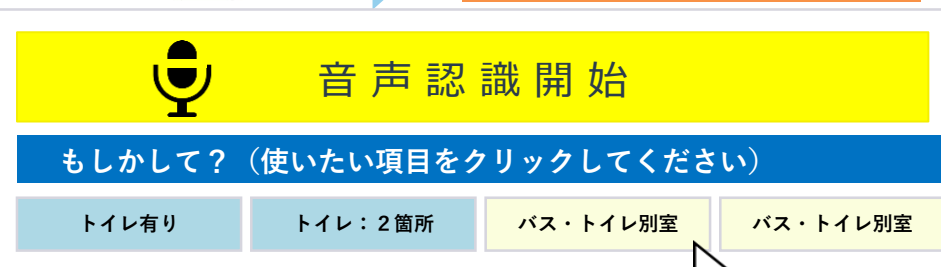 音声認識開始
もしかして？（使いたい項目をクリックしてください）
トイレ有り
トイレ：２箇所
バス・トイレ別室
バス・トイレ別室